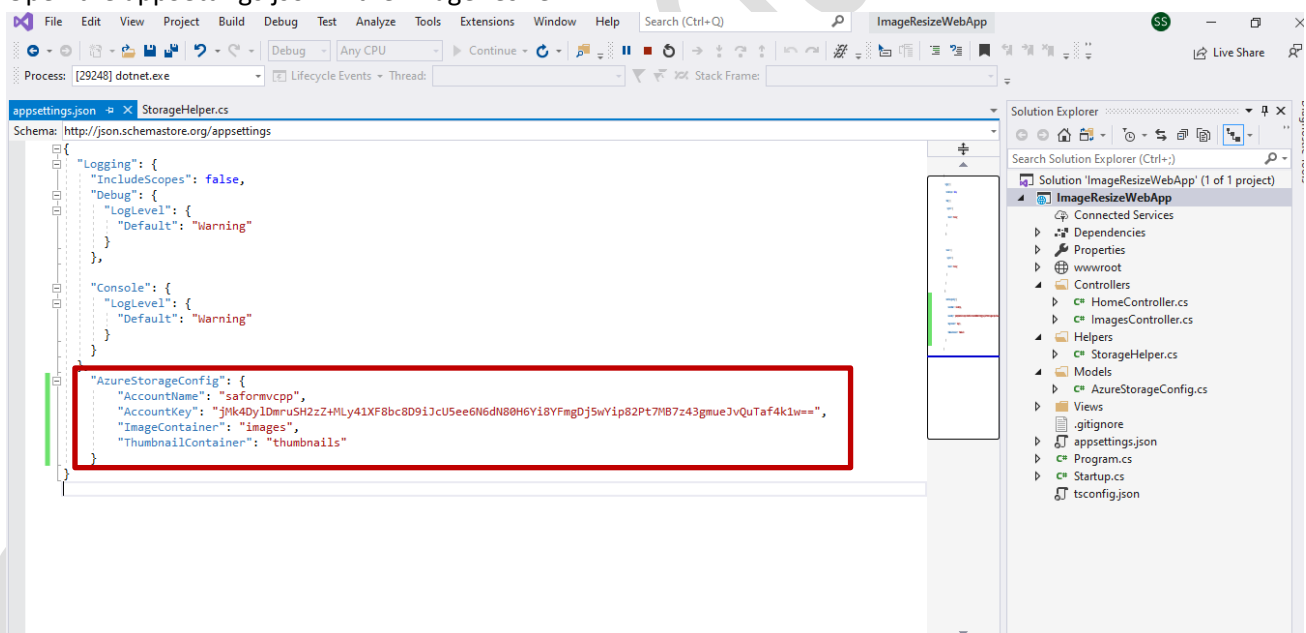 File Edit View Project Build Debug Test Analyze Tools Extensions Window Help Search (Ctrl+Q) ImageResizeWebApp SS
Debug Any CPU Continue Live Share
Process: [29248] dotnet.exe Lifecycle Events Thread: Stack Frame:
appsettings.json StorageHelper.cs
Schema: http://json.schemastore.org/appsettings
{
"Logging": {
"IncludeScopes": false,
"Debug": {
"LogLevel": {
"Default": "Warning"
}
},
"Console": {
"LogLevel": {
"Default": "Warning"
}
}
},
"AzureStorageConfig": {
"AccountName": "saformvcpp",
"AccountKey": "jMk4DylDmruSH2zZ+MLy41XF8bc8D9iJcU5ee6N6dN80H6Yi8YFmgDj5wYip82Pt7MB7z43gmueJvQuTaf4k1w==",
"ImageContainer": "images",
"ThumbnailContainer": "thumbnails"
}
}
Solution Explorer
Search Solution Explorer (Ctrl+;)
Solution 'ImageResizeWebApp' (1 of 1 project)
ImageResizeWebApp
Connected Services
Dependencies
Properties
wwwroot
Controllers
C# HomeController.cs
C# ImagesController.cs
Helpers
C# StorageHelper.cs
Models
C# AzureStorageConfig.cs
Views
.gitignore
appsettings.json
C# Program.cs
C# Startup.cs
tsconfig.json